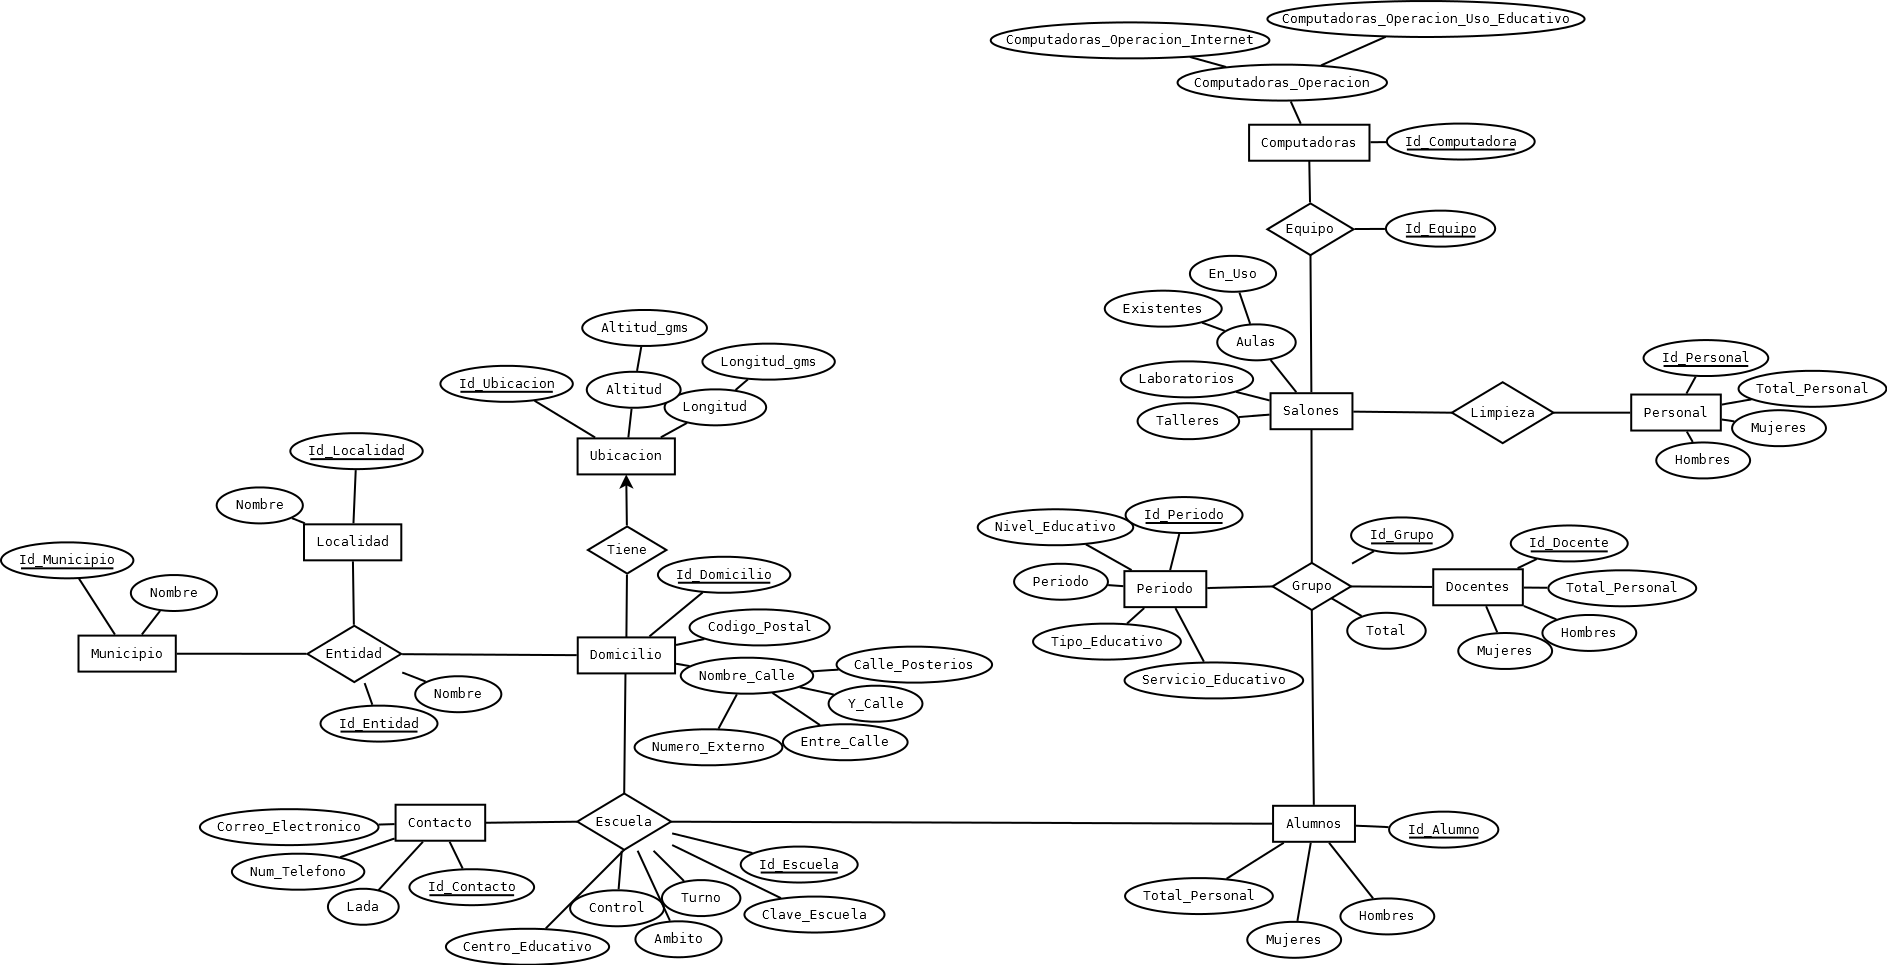 Computadoras_Operacion_Uso_Educativo
Computadoras_Operacion_Internet
Computadoras_Operacion
Computadoras
Id_Computadora
Equipo
Id_Equipo
En_Uso
Existentes
Aulas
Laboratorios
Talleres
Salones
Limpieza
Id_Personal
Total_Personal
Personal
Mujeres
Hombres
Altitud_gms
Longitud_gms
Id_Ubicacion
Altitud
Longitud
Ubicacion
Id_Localidad
Nombre
Localidad
Tiene
Id_Municipio
Nombre
Municipio
Entidad
Nombre
Id_Entidad
Id_Domicilio
Codigo_Postal
Domicilio
Nombre_Calle
Calle_Posterios
Y_Calle
Entre_Calle
Numero_Externo
Nivel_Educativo
Id_Periodo
Periodo
Periodo
Tipo_Educativo
Servicio_Educativo
Id_Grupo
Grupo
Total
Id_Docente
Docentes
Total_Personal
Hombres
Mujeres
Correo_Electronico
Contacto
Num_Telefono
Lada
Id_Contacto
Escuela
Id_Escuela
Turno
Control
Clave_Escuela
Ambito
Centro_Educativo
Alumnos
Id_Alumno
Total_Personal
Hombres
Mujeres